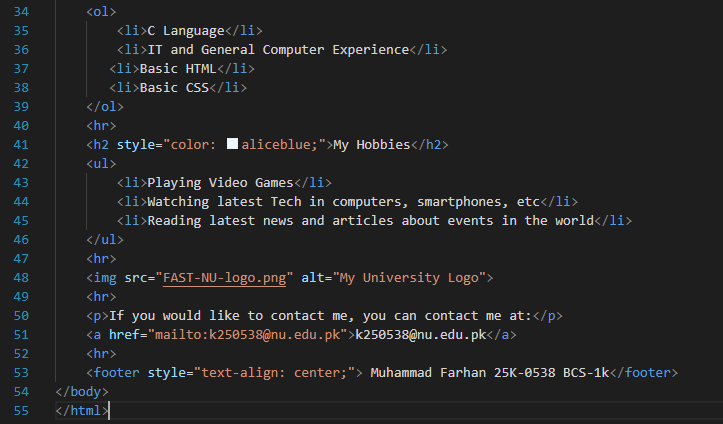 34 <ol>
35 <li>C Language</li>
36 <li>IT and General Computer Experience</li>
37 <li>Basic HTML</li>
38 <li>Basic CSS</li>
39 </ol>
40 <hr>
41 <h2 style="color: aliceblue;">My Hobbies</h2>
42 <ul>
43 <li>Playing Video Games</li>
44 <li>Watching latest Tech in computers, smartphones, etc</li>
45 <li>Reading latest news and articles about events in the world</li>
46 </ul>
47 <hr>
48 <img src="FAST-NU-logo.png" alt="My University Logo">
49 <hr>
50 <p>If you would like to contact me, you can contact me at:</p>
51 <a href="mailto:k250538@nu.edu.pk">k250538@nu.edu.pk</a>
52 <hr>
53 <footer style="text-align: center;"> Muhammad Farhan 25K-0538 BCS-1k</footer>
54 </body>
55 </html>